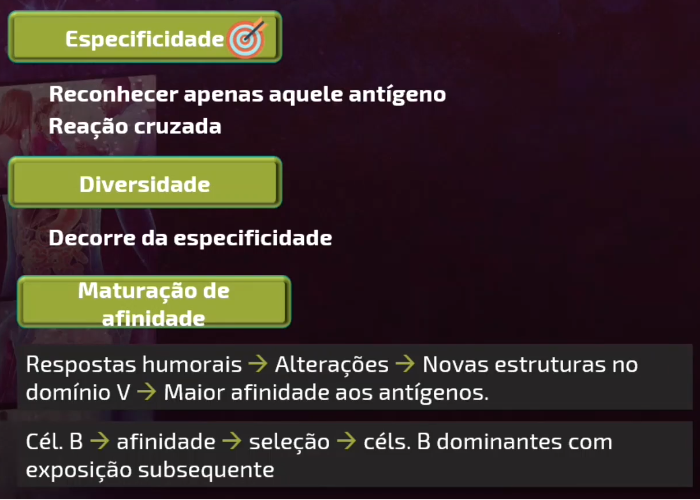 Especificidade
Reconhecer apenas aquele antígeno
Reação cruzada
Diversidade
Decorre da especificidade
Maturação de
afinidade
Respostas humorais → Alterações → Novas estruturas no
domínio V → Maior afinidade aos antígenos.
Cél. B → afinidade → seleção → céls. B dominantes com
exposição subsequente